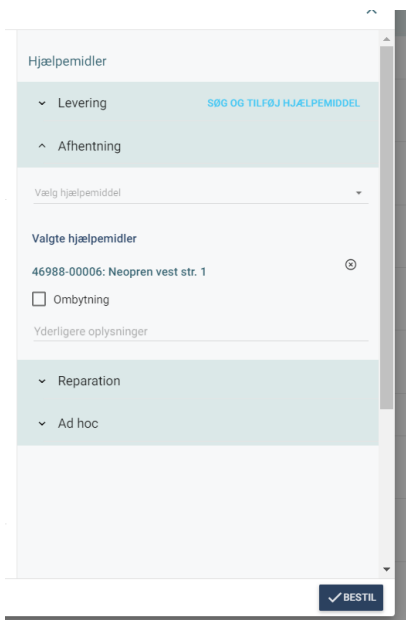 Hjælpemidler
Levering SØG OG TILFØJ HJÆLPEMIDDEL
Afhentning
Vælg hjælpemiddel
Valgte hjælpemidler
46988-00006: Neopren vest str. 1
Ombytning
Yderligere oplysninger
Reparation
Ad hoc
BESTIL